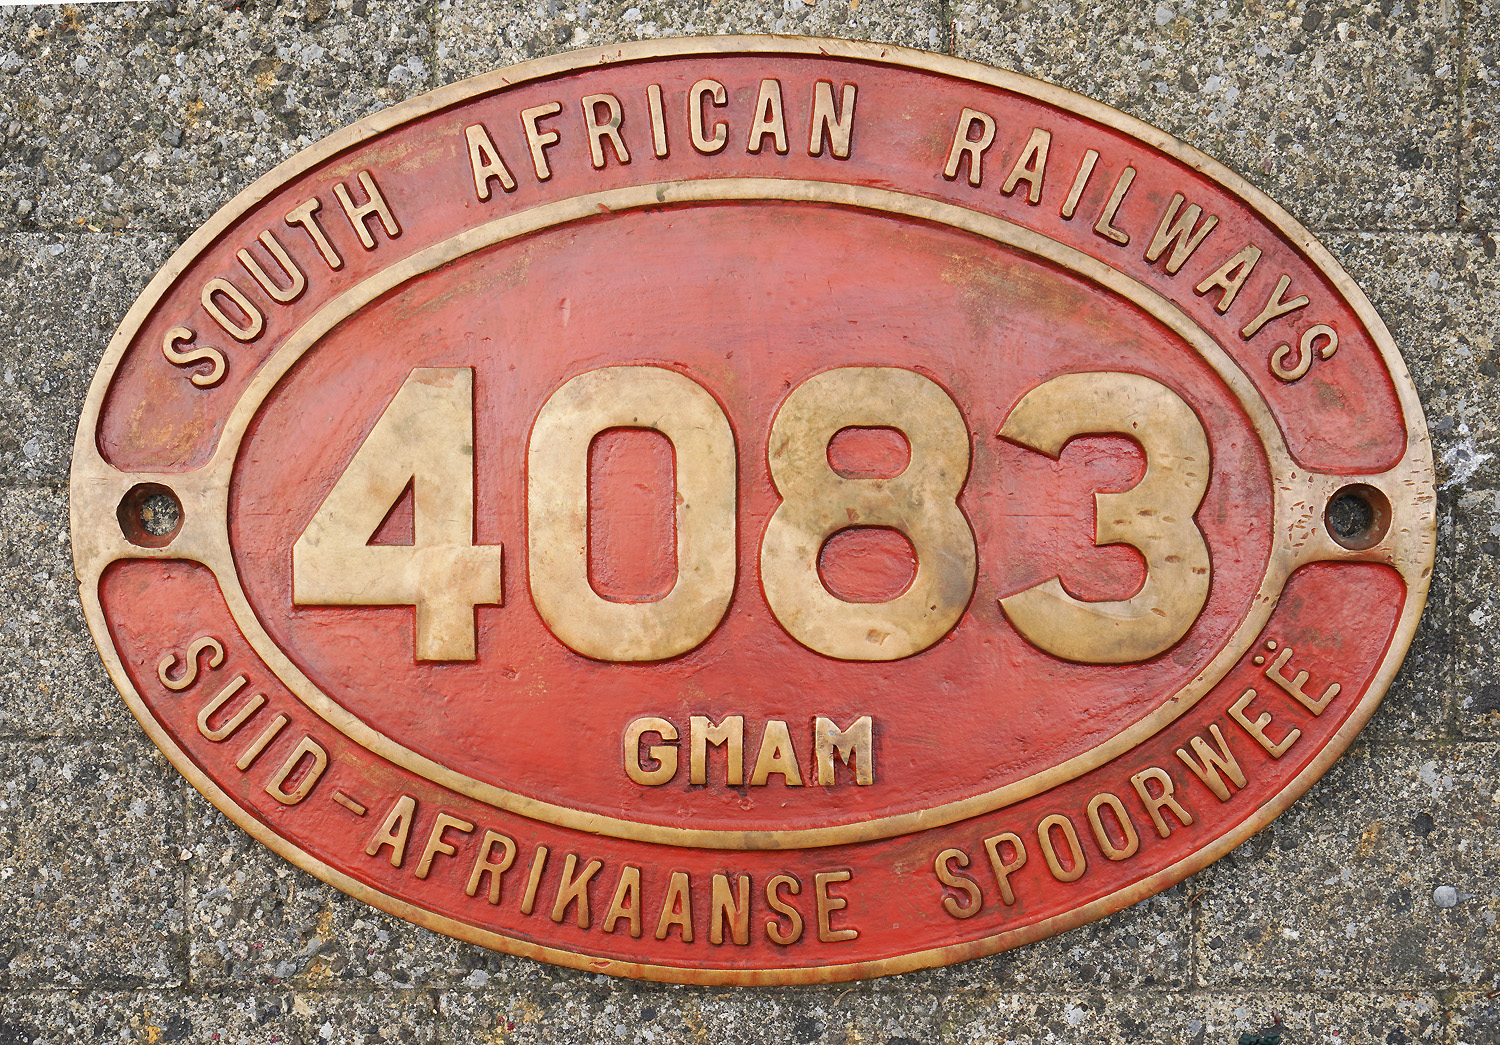 SOUTH AFRICAN RAILWAYS
4083
GMAM
SUID-AFRIKAANSE SPOORWEË